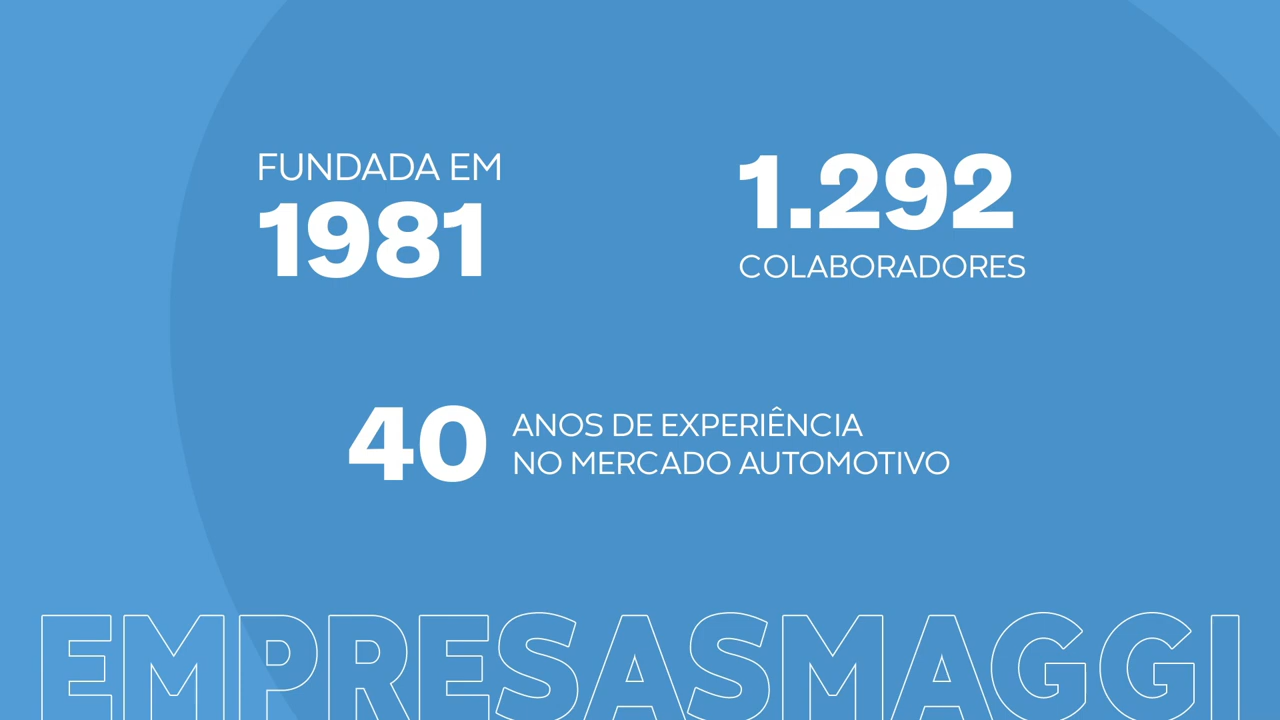 FUNDADA EM
1981
1.292
COLABORADORES
40
ANOS DE EXPERIÊNCIA
NO MERCADO AUTOMOTIVO
EMPRESASMAGGI